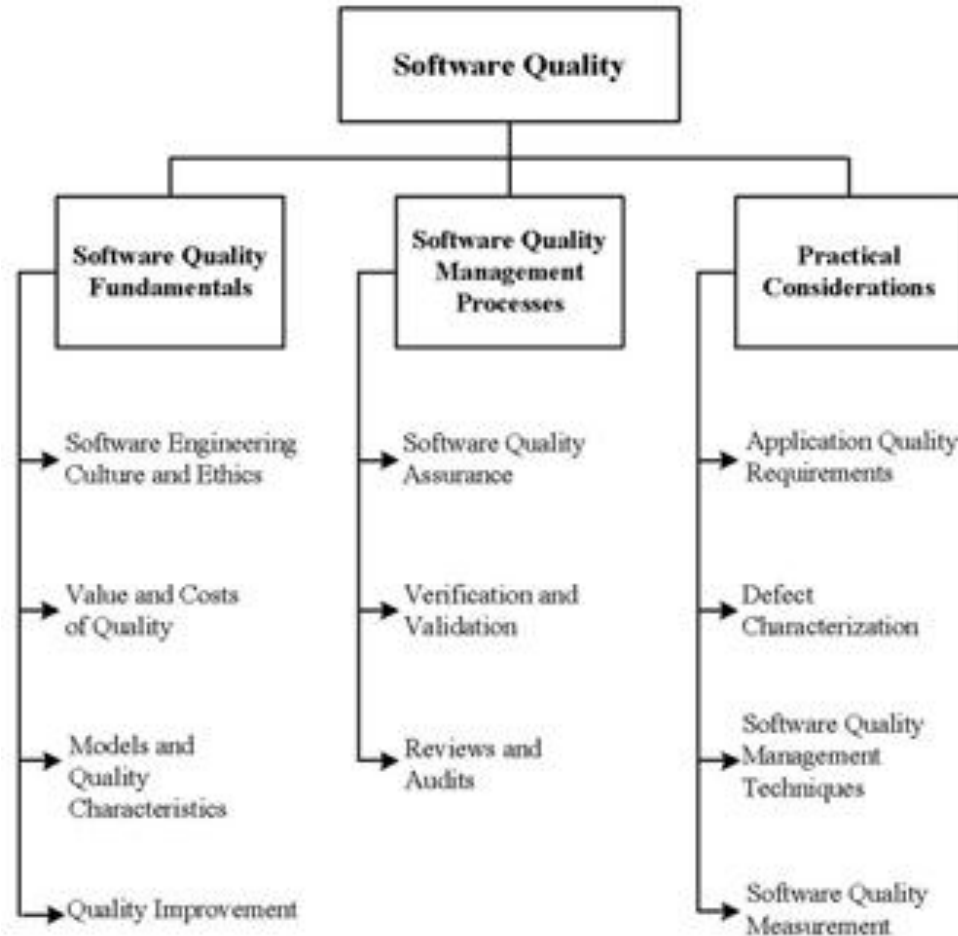 Software Quality
Software Quality
Fundamentals
Software Engineering
Culture and Ethics
Value and Costs
of Quality
Models and
Quality
Characteristics
Quality Improvement
Software Quality
Management
Processes
Software Quality
Assurance
Verification and
Validation
Reviews and
Audits
Practical
Considerations
Application Quality
Requirements
Defect
Characterization
Software Quality
Management
Techniques
Software Quality
Measurement